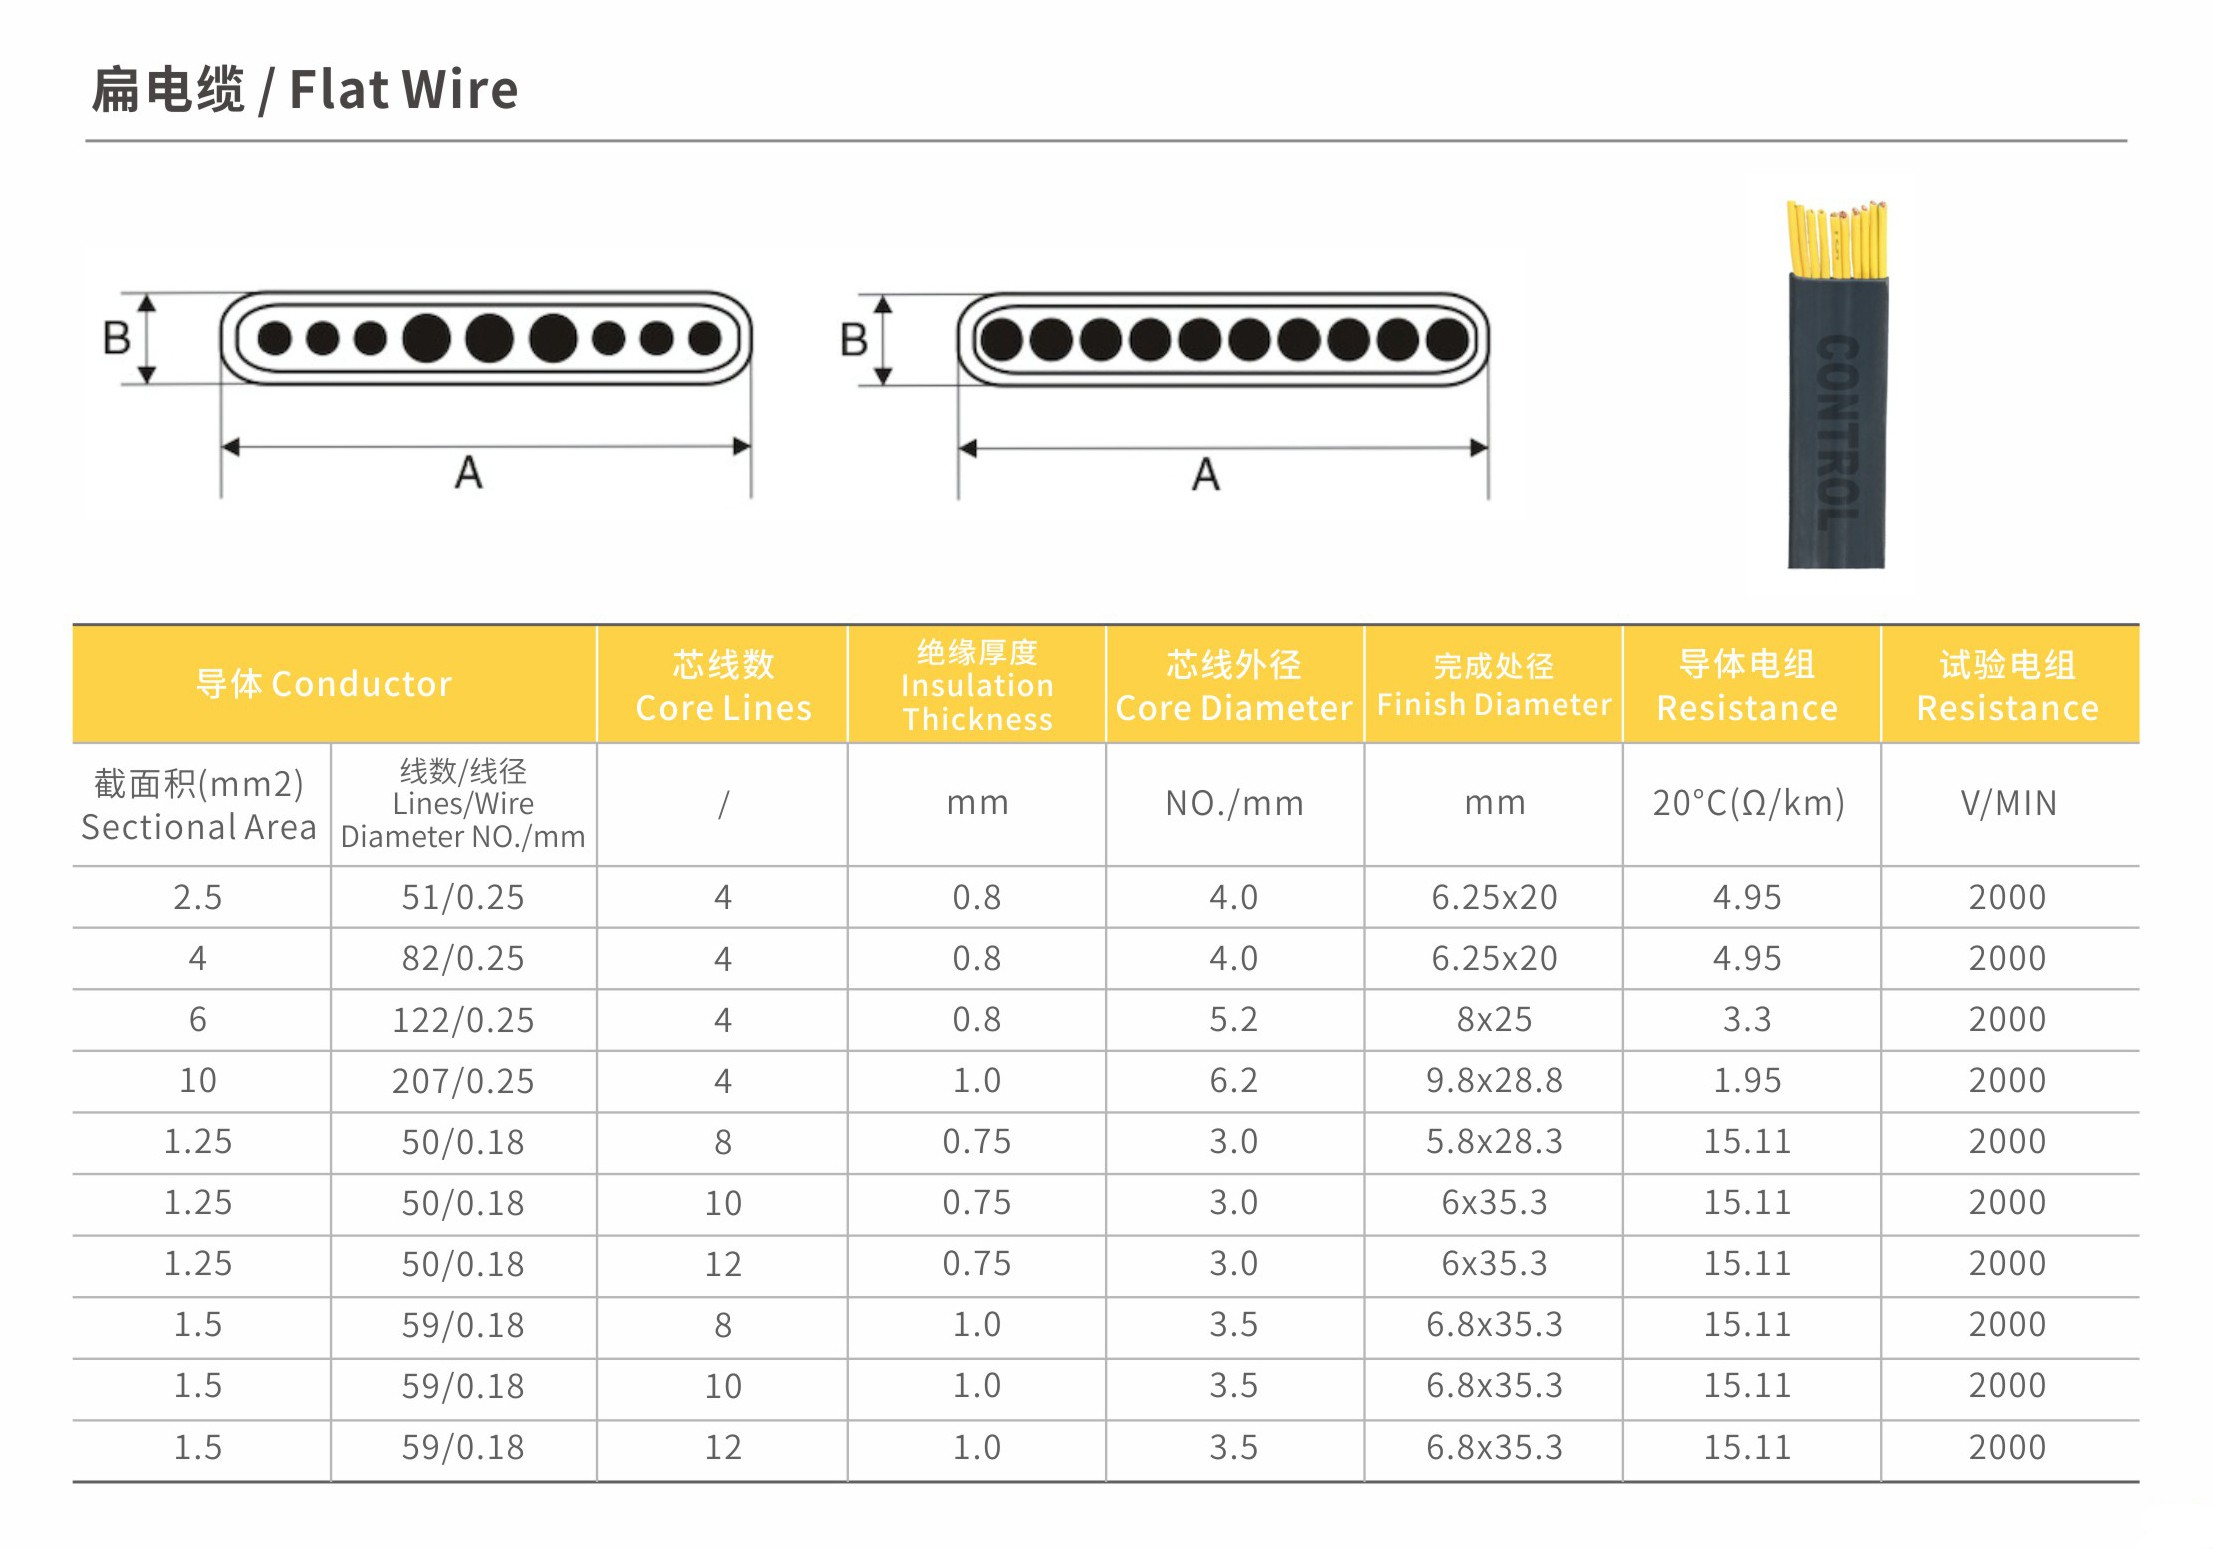 扁电缆 / Flat Wire
B
A
B
A
CONTROL
导体 Conductor
芯线数
Core Lines
绝缘厚度
Insulation
Thickness
芯线外径
Core Diameter
完成处径
Finish Diameter
导体电组
Resistance
试验电组
Resistance
截面积(mm2)
Sectional Area
线数/线径
Lines/Wire
Diameter NO./mm
/
mm
NO./mm
mm
20°C(Ω/km)
V/MIN
2.5 51/0.25 4 0.8 4.0 6.25x20 4.95 2000
4 82/0.25 4 0.8 4.0 6.25x20 4.95 2000
6 122/0.25 4 0.8 5.2 8x25 3.3 2000
10 207/0.25 4 1.0 6.2 9.8x28.8 1.95 2000
1.25 50/0.18 8 0.75 3.0 5.8x28.3 15.11 2000
1.25 50/0.18 10 0.75 3.0 6x35.3 15.11 2000
1.25 50/0.18 12 0.75 3.0 6x35.3 15.11 2000
1.5 59/0.18 8 1.0 3.5 6.8x35.3 15.11 2000
1.5 59/0.18 10 1.0 3.5 6.8x35.3 15.11 2000
1.5 59/0.18 12 1.0 3.5 6.8x35.3 15.11 2000